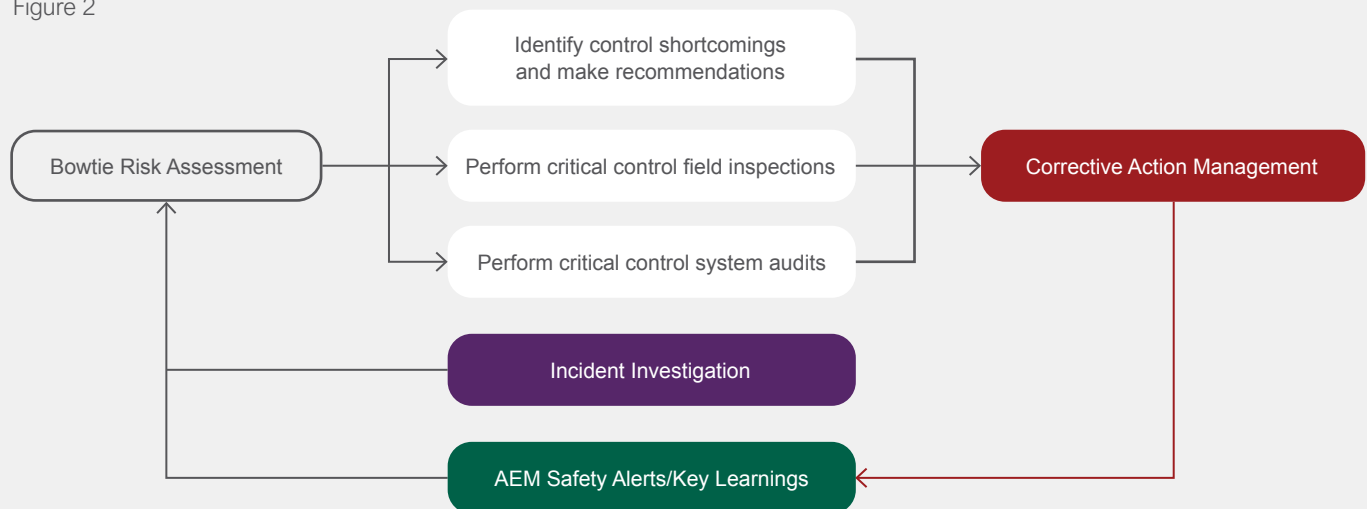 Figure 2
Identify control shortcomings
and make recommendations
Bowtie Risk Assessment
Perform critical control field inspections
Corrective Action Management
Perform critical control system audits
Incident Investigation
AEM Safety Alerts/Key Learnings